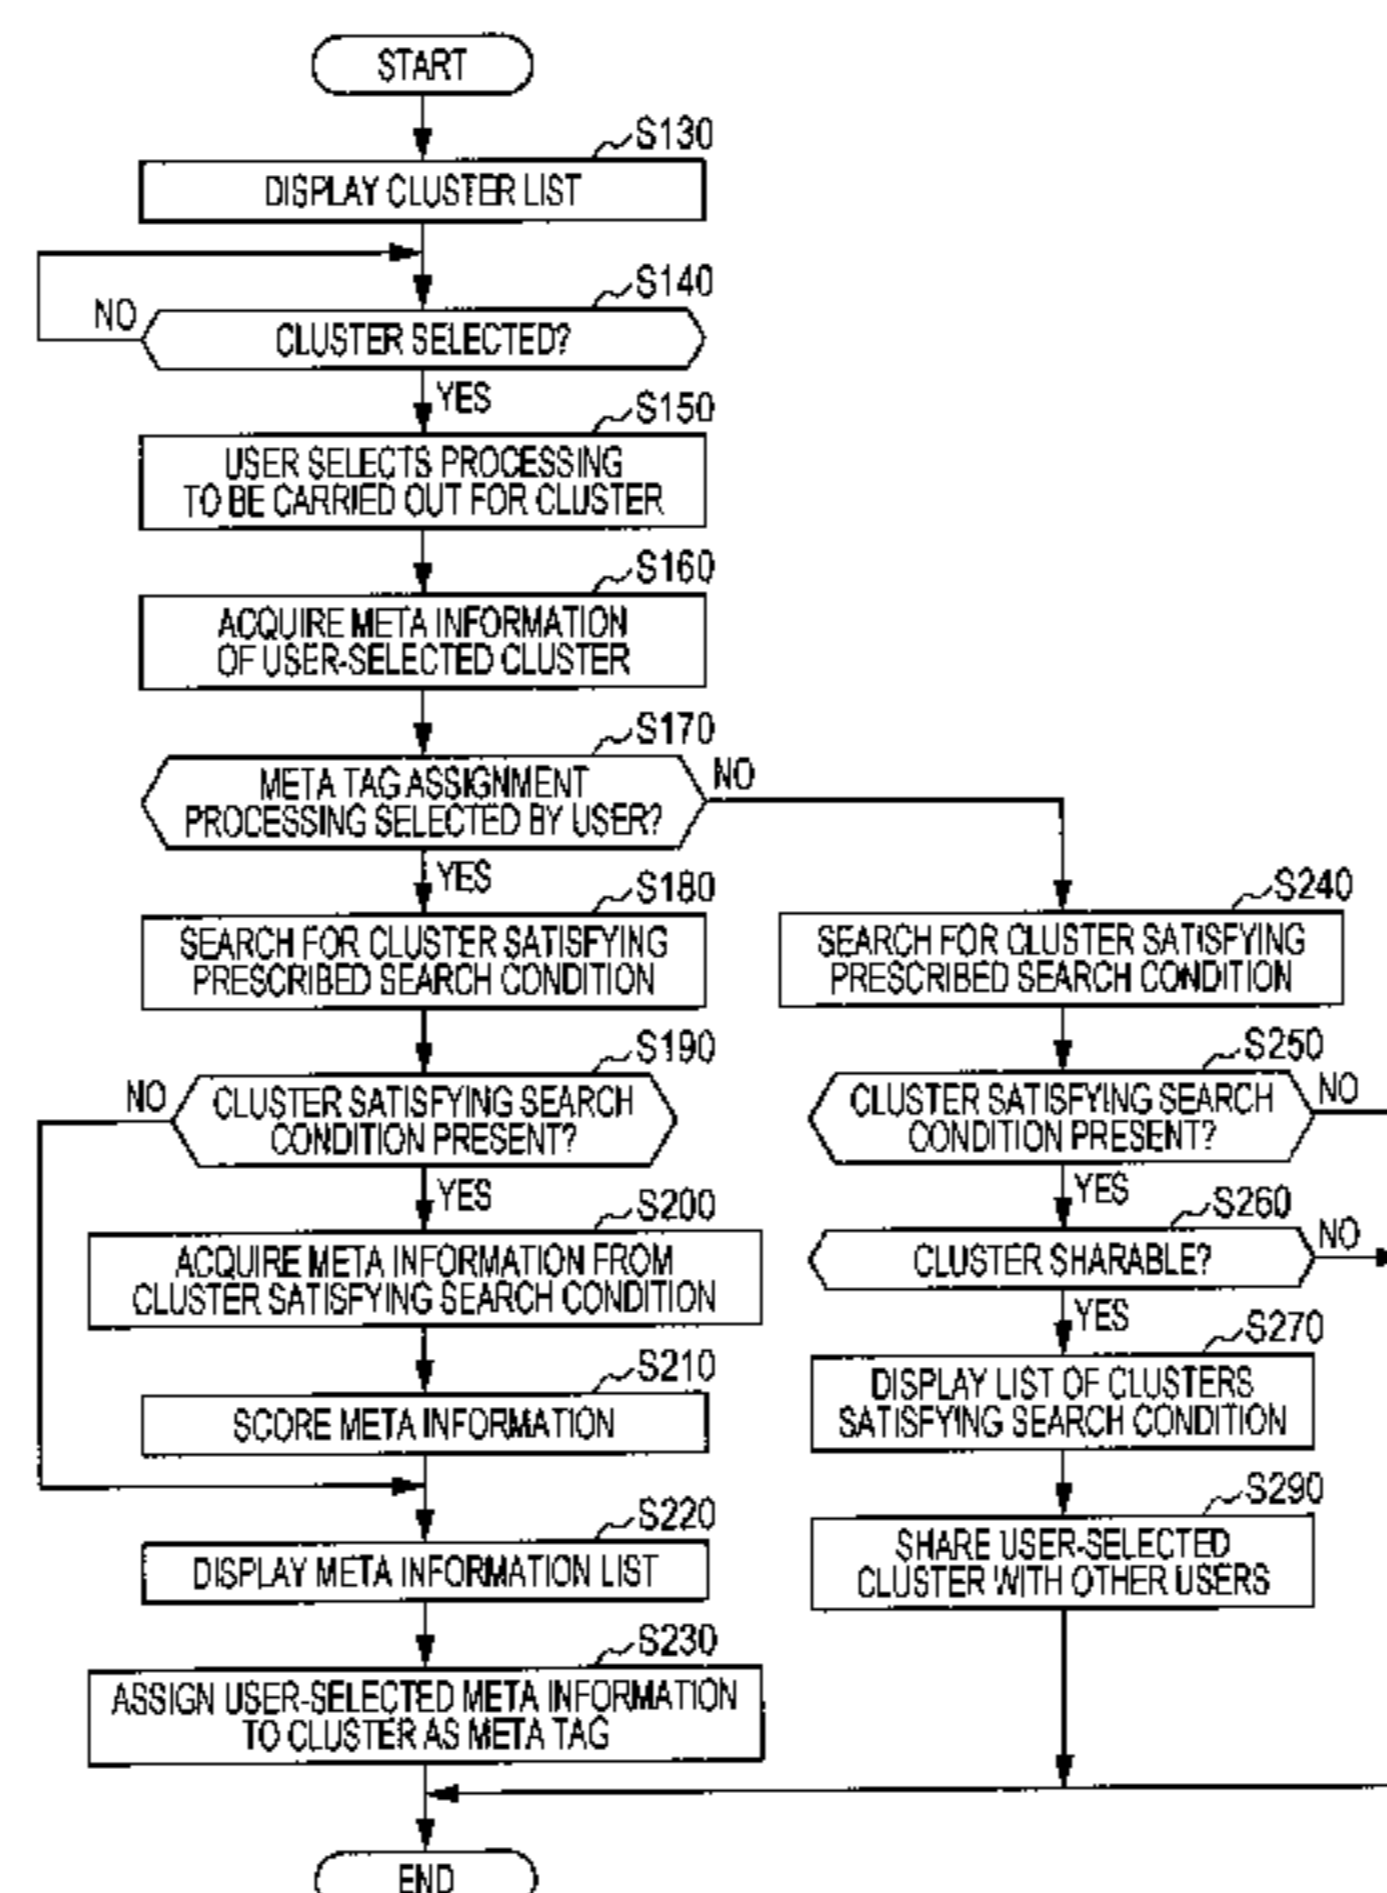 START
S130
DISPLAY CLUSTER LIST
S140
NO
CLUSTER SELECTED?
YES
S150
USER SELECTS PROCESSING
TO BE CARRIED OUT FOR CLUSTER
S160
ACQUIRE META INFORMATION
OF USER-SELECTED CLUSTER
S170
META TAG ASSIGNMENT
PROCESSING SELECTED BY USER?
NO
YES
S180
SEARCH FOR CLUSTER SATISFYING
PRESCRIBED SEARCH CONDITION
S190
NO
CLUSTER SATISFYING SEARCH
CONDITION PRESENT?
YES
S200
ACQUIRE META INFORMATION FROM
CLUSTER SATISFYING SEARCH CONDITION
S210
SCORE META INFORMATION
S220
DISPLAY META INFORMATION LIST
S230
ASSIGN USER-SELECTED META INFORMATION
TO CLUSTER AS META TAG
S240
SEARCH FOR CLUSTER SATISFYING
PRESCRIBED SEARCH CONDITION
S250
CLUSTER SATISFYING SEARCH
CONDITION PRESENT?
NO
YES
S260
CLUSTER SHARABLE?
NO
YES
S270
DISPLAY LIST OF CLUSTERS
SATISFYING SEARCH CONDITION
S290
SHARE USER-SELECTED
CLUSTER WITH OTHER USERS
END